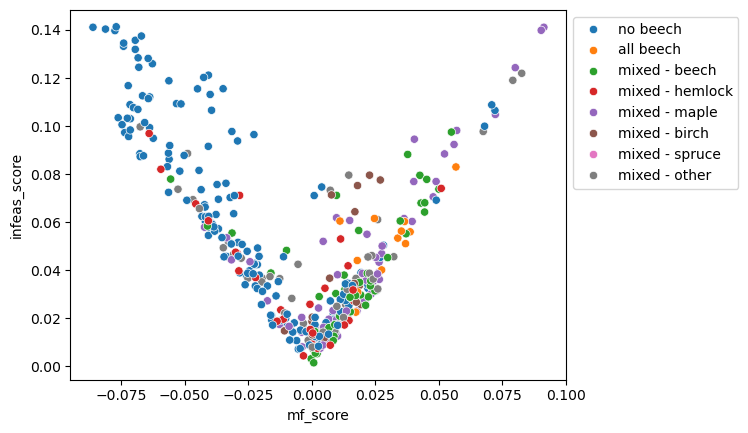 0.14
0.12
0.10
0.08
0.06
0.04
0.02
0.00
infeas_score
−0.075
−0.050
−0.025
0.000
0.025
0.050
0.075
0.100
mf_score
no beech
all beech
mixed - beech
mixed - hemlock
mixed - maple
mixed - birch
mixed - spruce
mixed - other